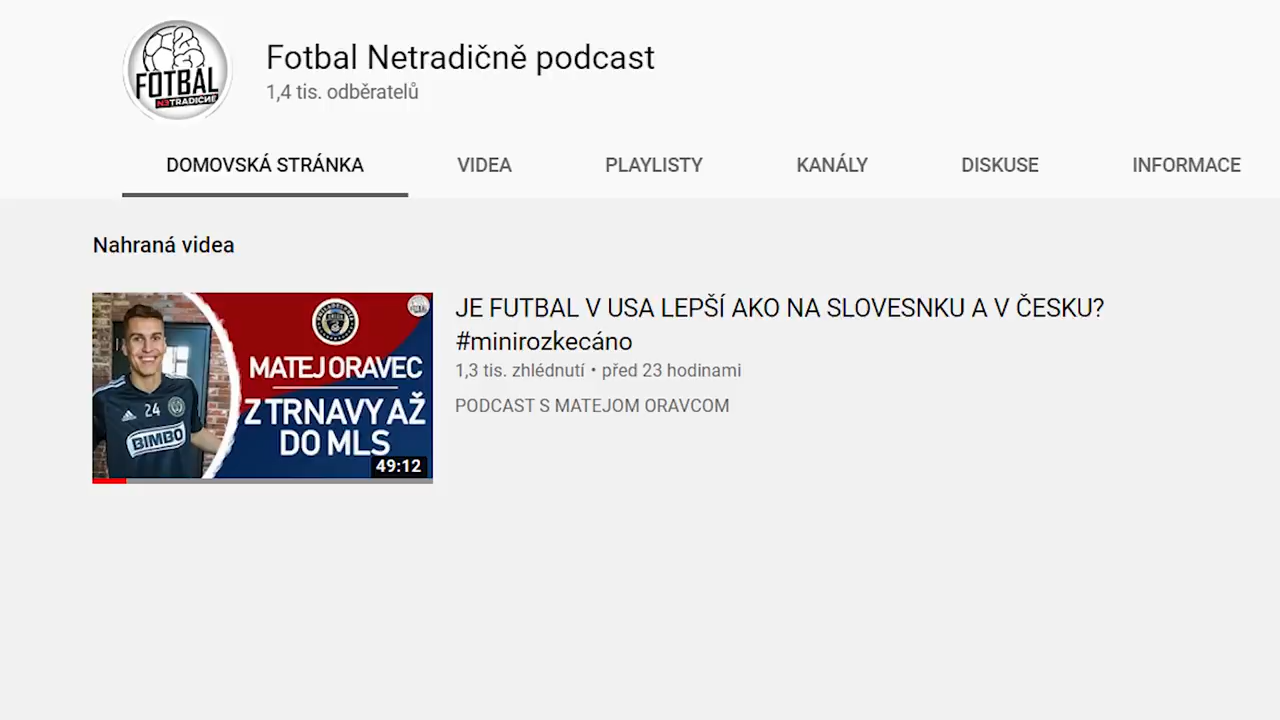 FOTBAL
NETRADIČNĚ
Fotbal Netradičně podcast
1,4 tis. odběratelů
DOMOVSKÁ STRÁNKA VIDEA PLAYLISTY KANÁLY DISKUSE INFORMACE
Nahraná videa
MATEJ ORAVEC
Z TRNAVY AŽ
DO MLS
24
BIMBO
49:12
JE FUTBAL V USA LEPŠÍ AKO NA SLOVESNKU A V ČESKU?
#minirozkecáno
1,3 tis. zhlédnutí • před 23 hodinami
PODCAST S MATEJOM ORAVCOM